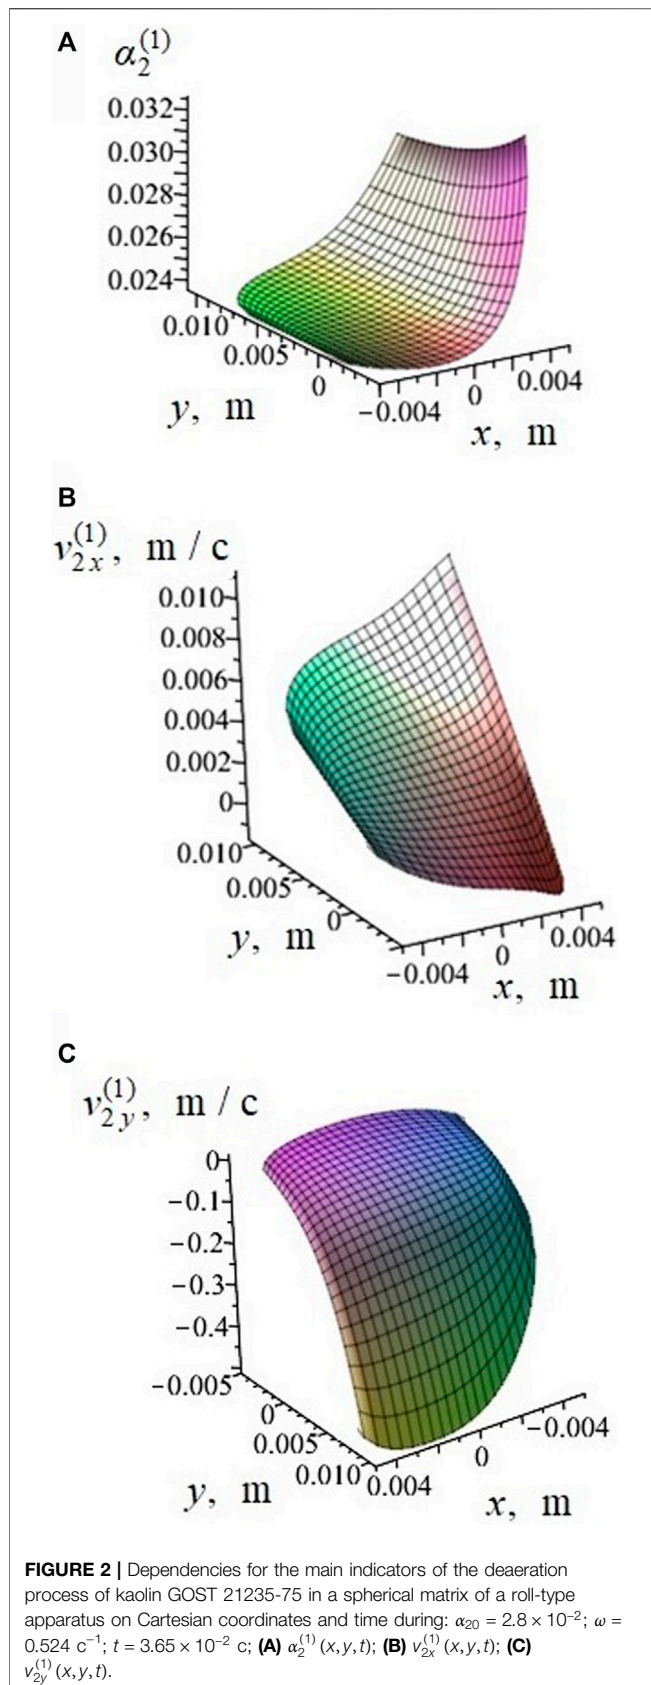 A
α₂⁽¹⁾
0.032
0.030
0.028
0.026
0.024
0.010
0.005
0
y, m
−0.004
0
0.004
x, m
B
v₂ₓ⁽¹⁾, m / c
0.010
0.008
0.006
0.004
0.002
0
0.010
0.005
0
y, m
−0.004
0
0.004
x, m
C
v₂y⁽¹⁾, m / c
0
−0.1
−0.2
−0.3
−0.4
−0.005
0
0.005
0.010
y, m
0.004
0
−0.004
x, m
FIGURE 2 | Dependencies for the main indicators of the deaeration
process of kaolin GOST 21235-75 in a spherical matrix of a roll-type
apparatus on Cartesian coordinates and time during: α₂₀ = 2.8 × 10⁻²; ω =
0.524 c⁻¹; t = 3.65 × 10⁻² c; (A) α₂⁽¹⁾ (x, y, t); (B) v₂ₓ⁽¹⁾ (x, y, t); (C)
v₂y⁽¹⁾ (x, y, t).